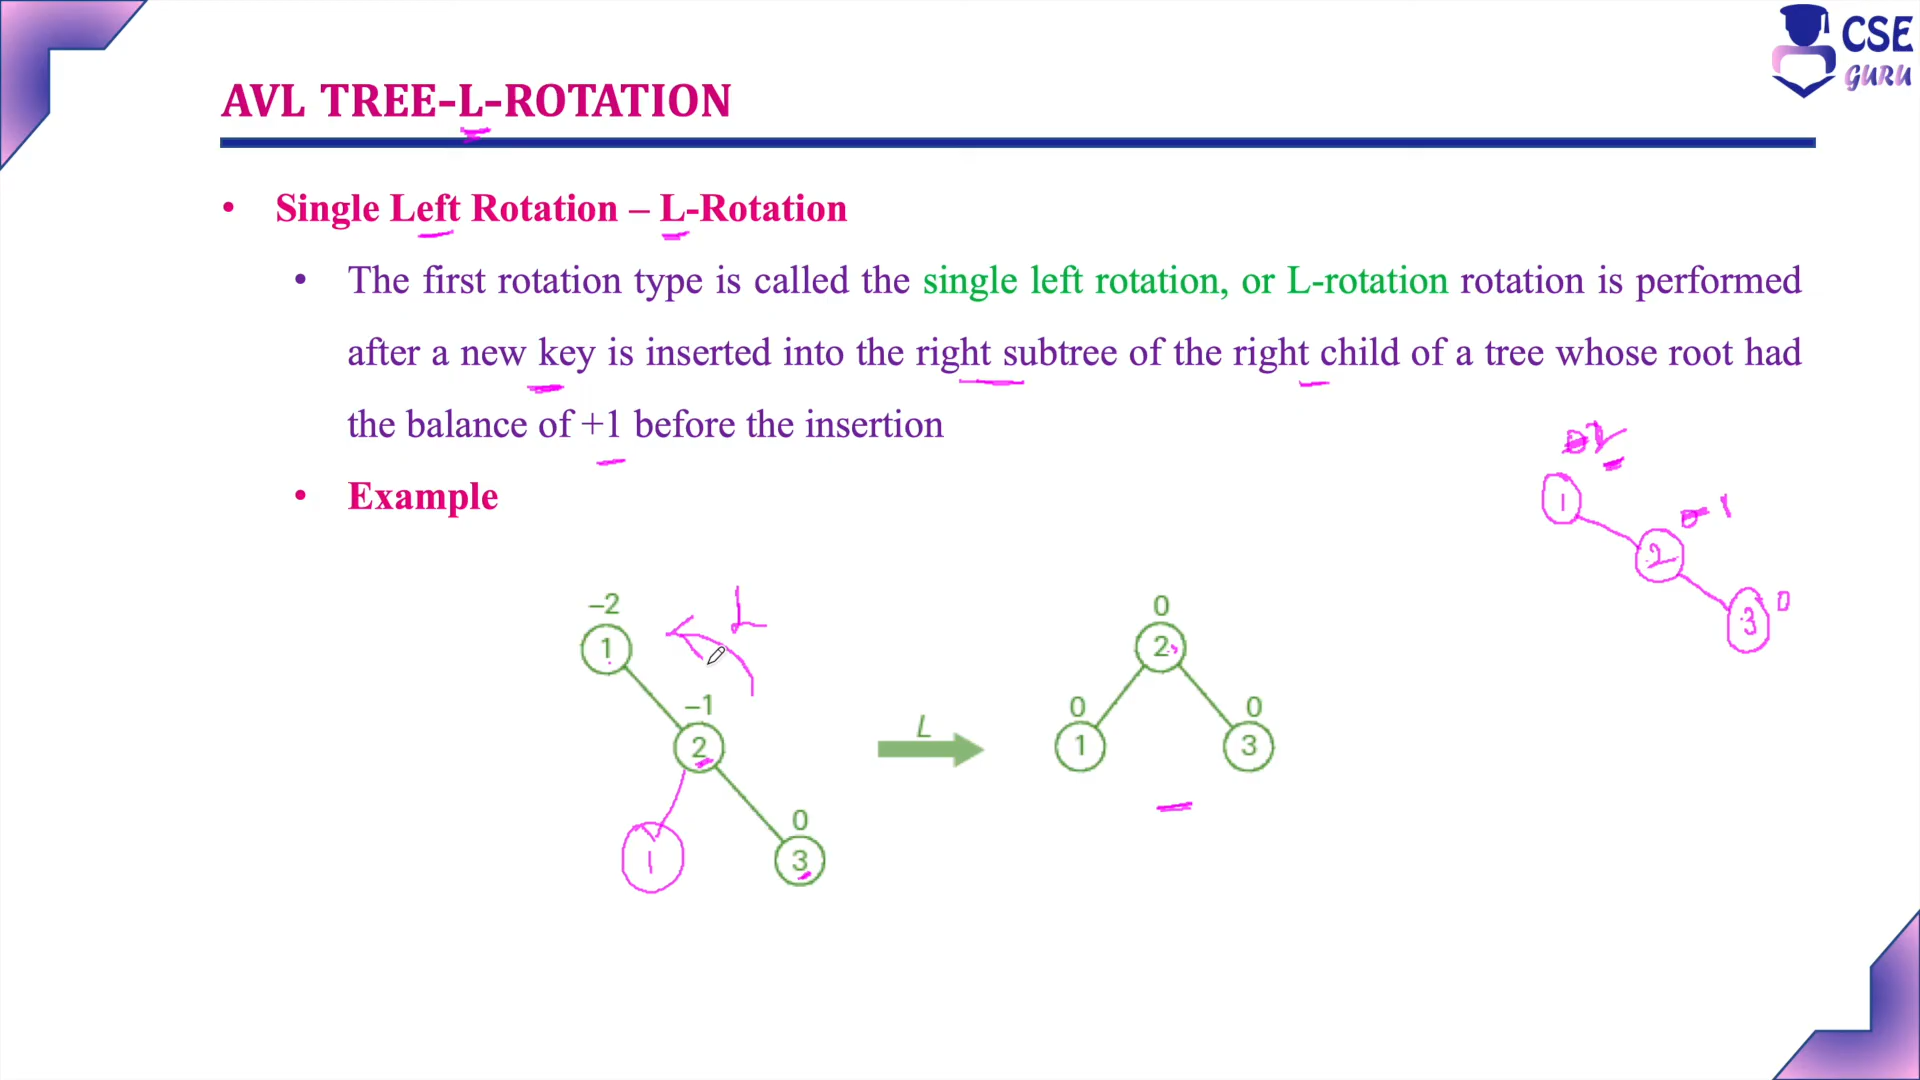 CSE
GURU
AVL TREE-L-ROTATION
• Single Left Rotation – L-Rotation
• The first rotation type is called the single left rotation, or L-rotation rotation is performed
after a new key is inserted into the right subtree of the right child of a tree whose root had
the balance of +1 before the insertion
• Example
1
2
1
3
0
–2
1
L
–1
2
1
0
3
L
0
2
0
1
0
3